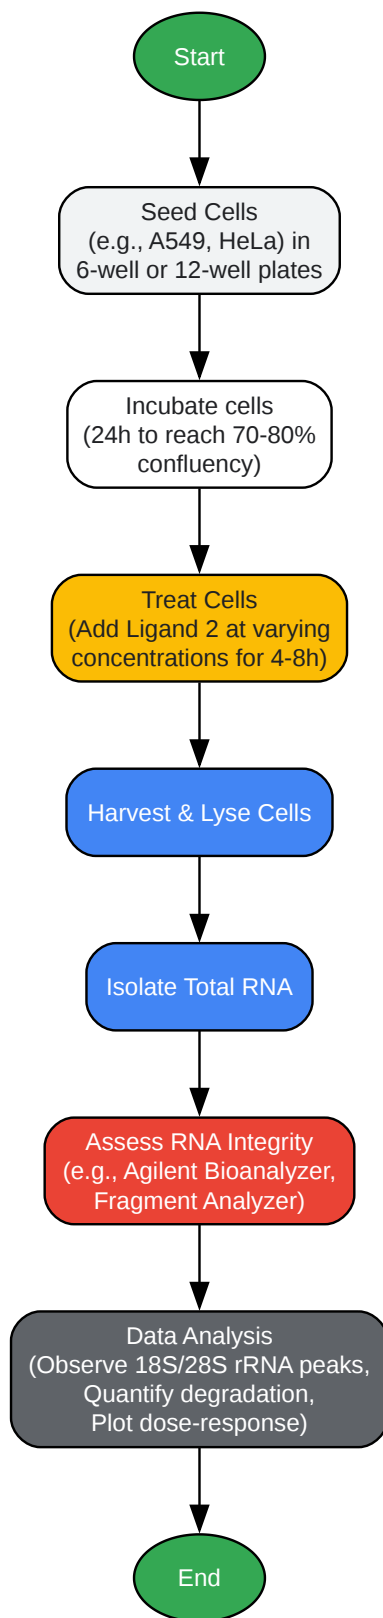 Start
Seed Cells
(e.g., A549, HeLa) in
6-well or 12-well plates
Incubate cells
(24h to reach 70-80%
confluency)
Treat Cells
(Add Ligand 2 at varying
concentrations for 4-8h)
Harvest & Lyse Cells
Isolate Total RNA
Assess RNA Integrity
(e.g., Agilent Bioanalyzer,
Fragment Analyzer)
Data Analysis
(Observe 18S/28S rRNA peaks,
Quantify degradation,
Plot dose-response)
End